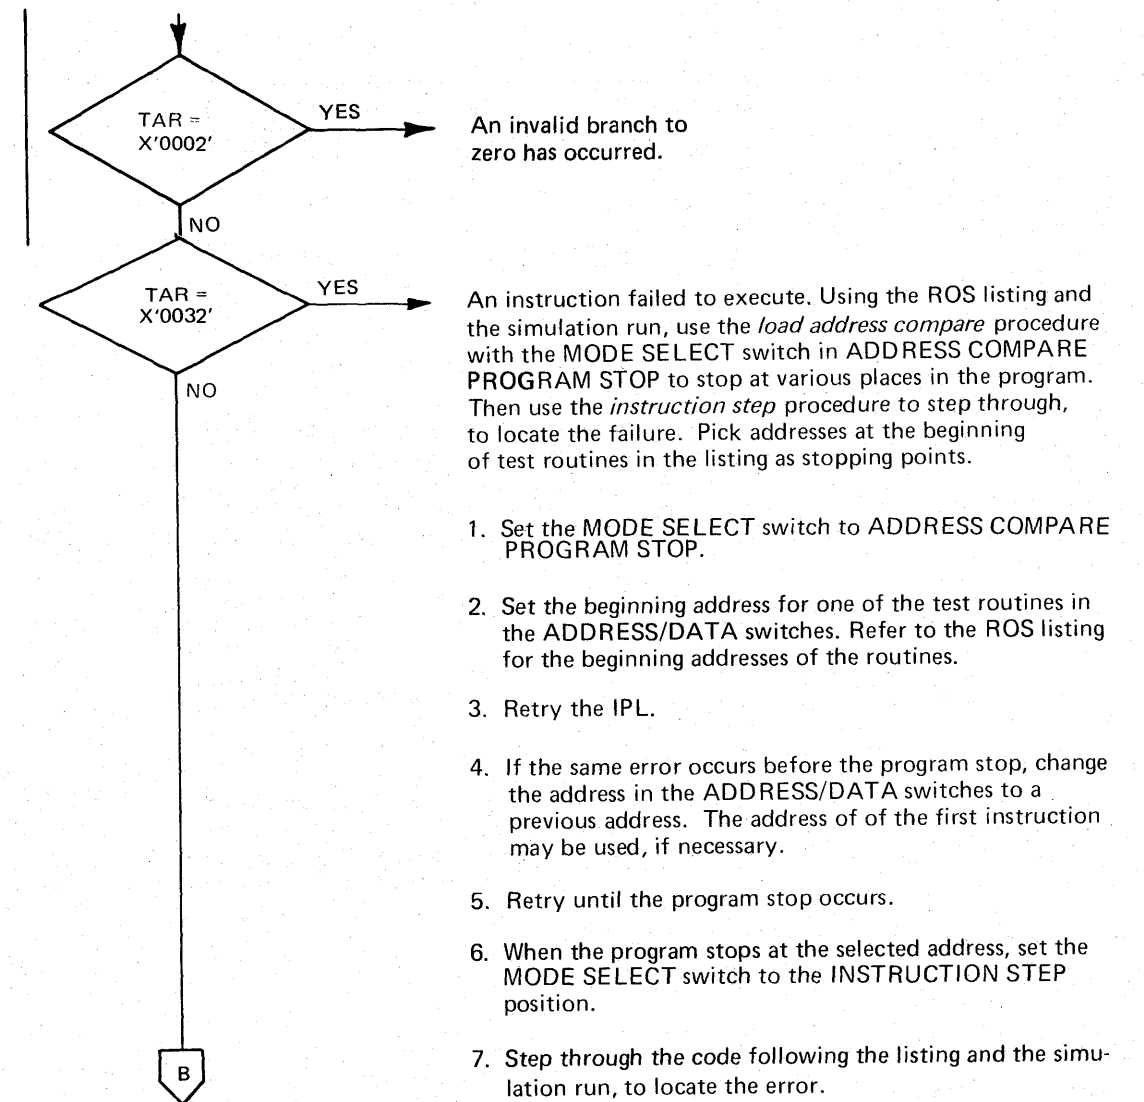 TAR =
X'0002'
YES
An invalid branch to
zero has occurred.
NO
TAR =
X'0032'
YES
An instruction failed to execute. Using the ROS listing and
the simulation run, use the load address compare procedure
with the MODE SELECT switch in ADDRESS COMPARE
PROGRAM STOP to stop at various places in the program.
Then use the instruction step procedure to step through,
to locate the failure. Pick addresses at the beginning
of test routines in the listing as stopping points.
NO
1. Set the MODE SELECT switch to ADDRESS COMPARE
PROGRAM STOP.
2. Set the beginning address for one of the test routines in
the ADDRESS/DATA switches. Refer to the ROS listing
for the beginning addresses of the routines.
3. Retry the IPL.
4. If the same error occurs before the program stop, change
the address in the ADDRESS/DATA switches to a
previous address. The address of of the first instruction
may be used, if necessary.
5. Retry until the program stop occurs.
6. When the program stops at the selected address, set the
MODE SELECT switch to the INSTRUCTION STEP
position.
7. Step through the code following the listing and the simu-
lation run, to locate the error.
B